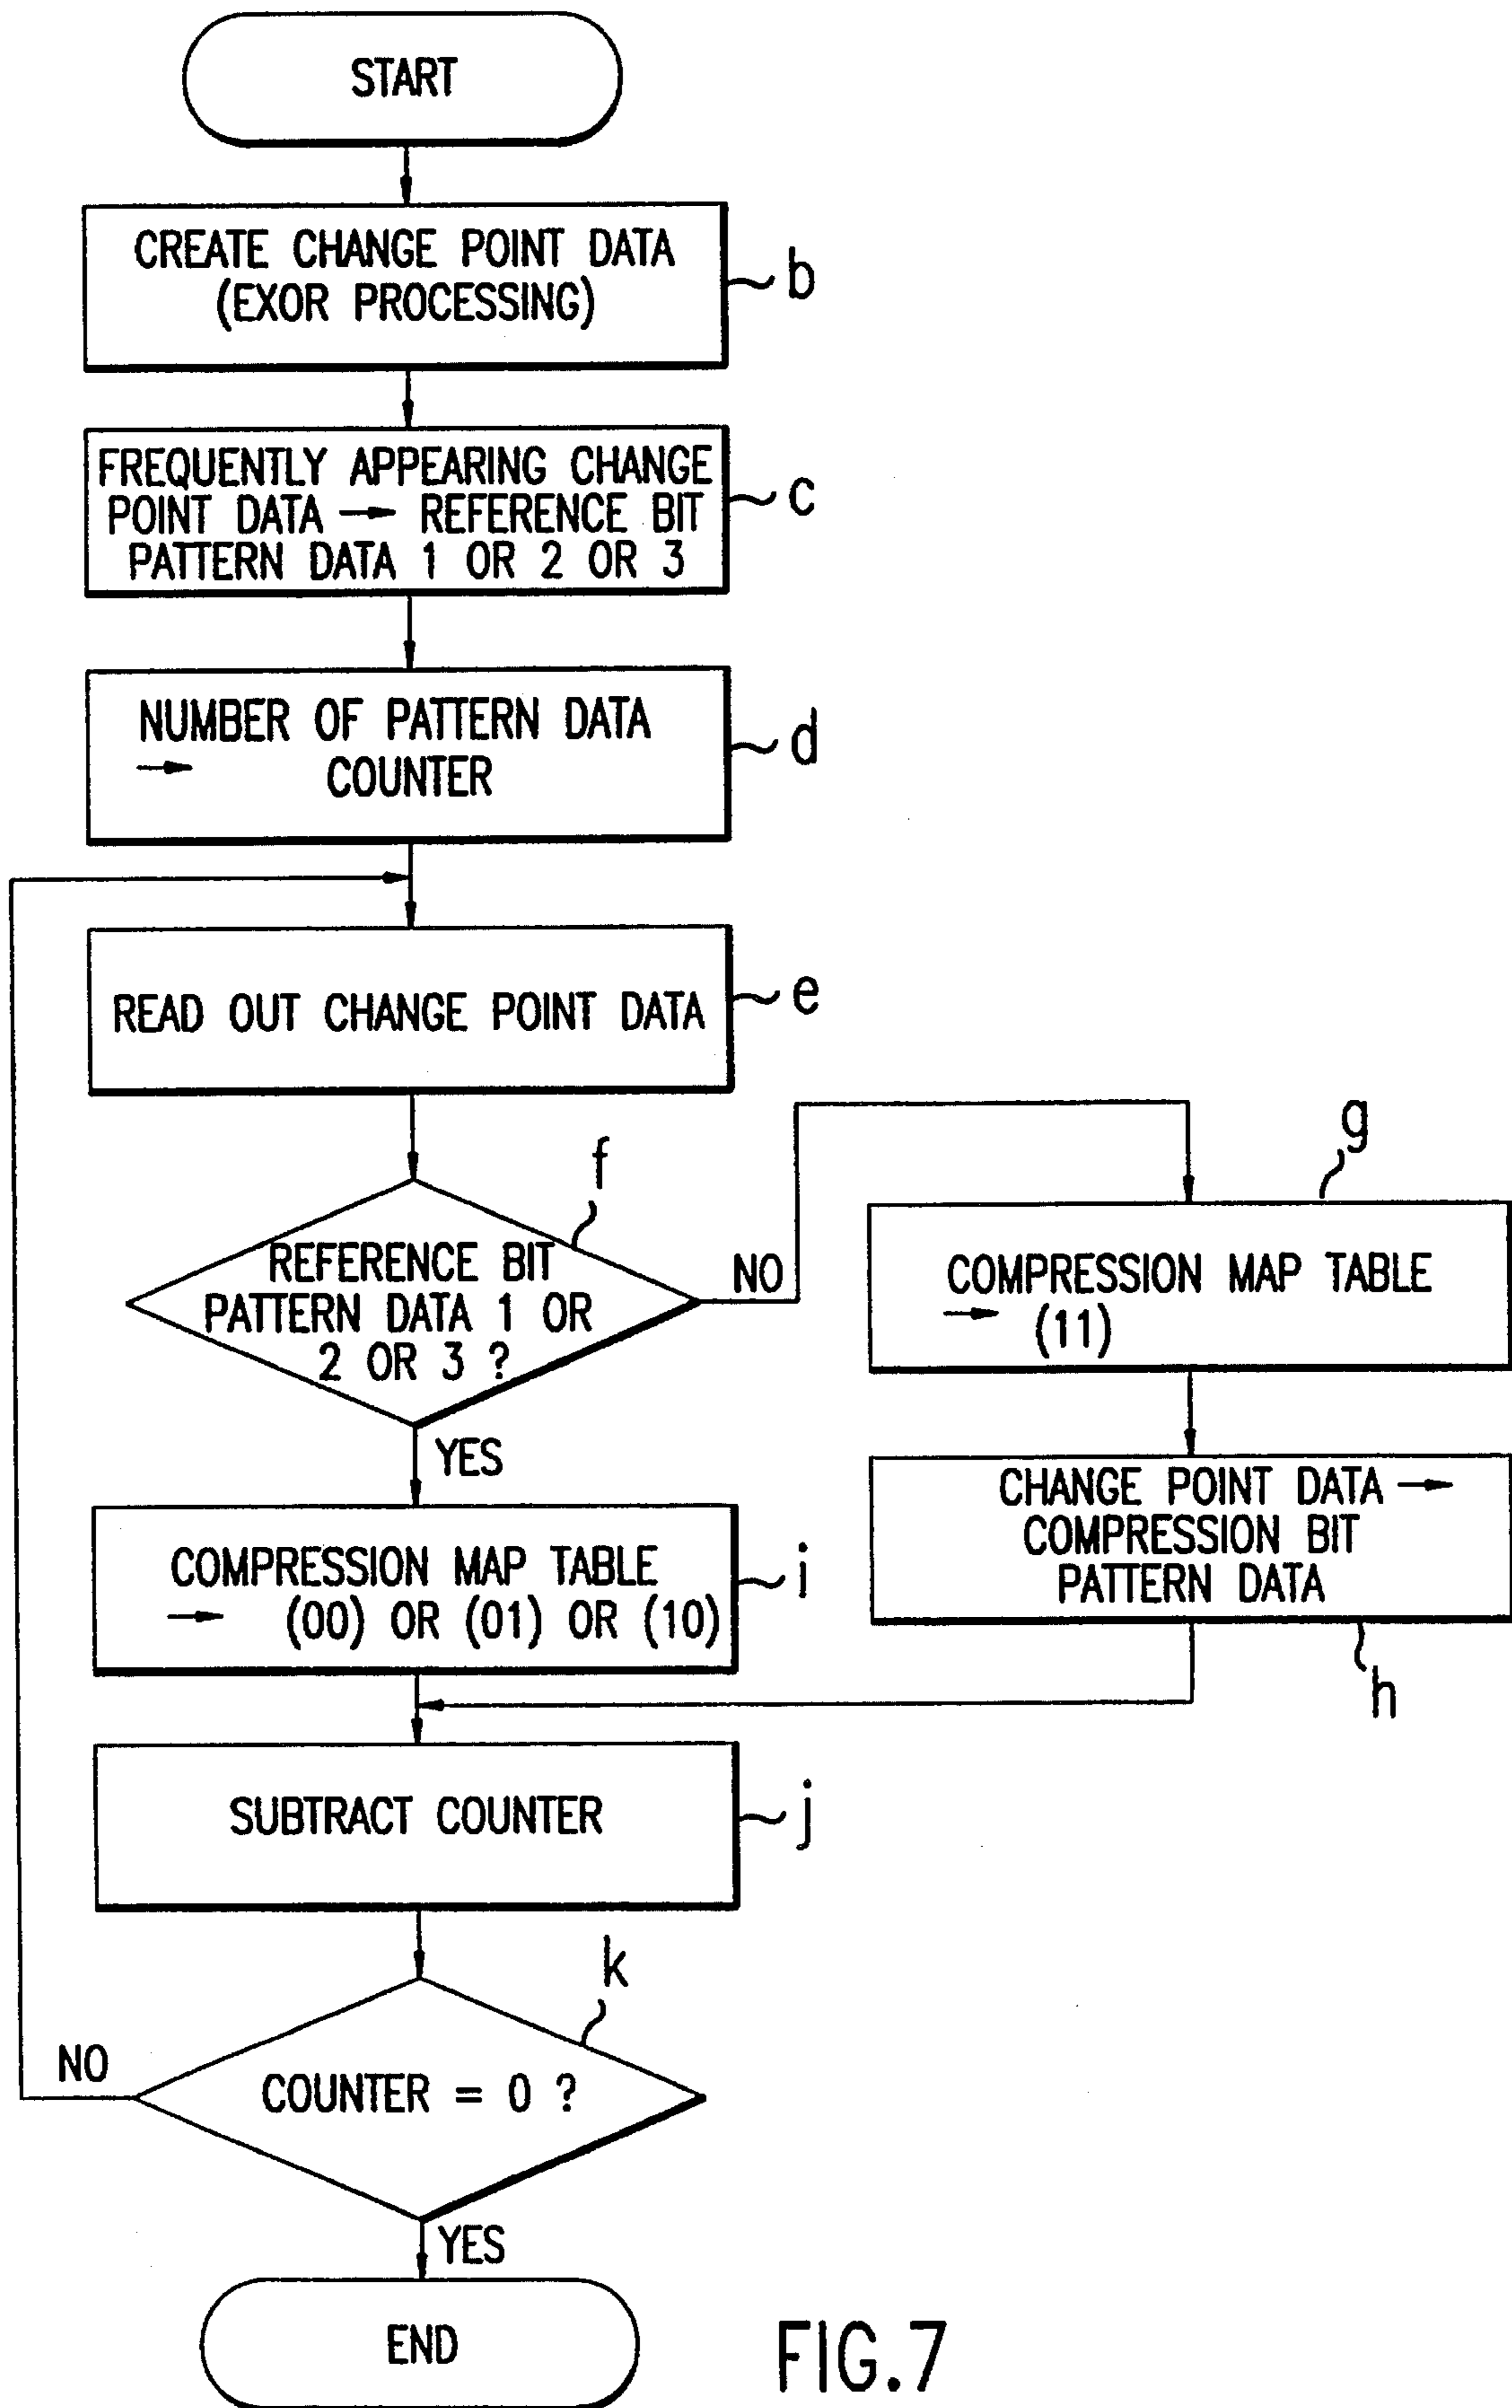 START
CREATE CHANGE POINT DATA
(EXOR PROCESSING)
b
FREQUENTLY APPEARING CHANGE
POINT DATA → REFERENCE BIT
PATTERN DATA 1 OR 2 OR 3
c
NUMBER OF PATTERN DATA
→ COUNTER
d
READ OUT CHANGE POINT DATA
e
f
REFERENCE BIT
PATTERN DATA 1 OR
2 OR 3 ?
NO
g
COMPRESSION MAP TABLE
→ (11)
YES
CHANGE POINT DATA →
COMPRESSION BIT
PATTERN DATA
h
COMPRESSION MAP TABLE
→ (00) OR (01) OR (10)
i
SUBTRACT COUNTER
j
k
COUNTER = 0 ?
NO
YES
END
FIG.7